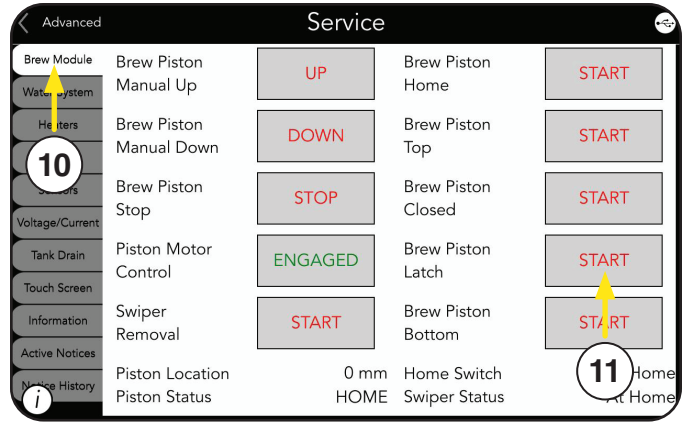 Advanced
Service
Brew Module
Water System
Heaters
Sensors
Voltage/Current
Tank Drain
Touch Screen
Information
Active Notices
Notice History
i
10
Brew Piston
Manual Up
UP
Brew Piston
Home
START
Brew Piston
Manual Down
DOWN
Brew Piston
Top
START
Brew Piston
Stop
STOP
Brew Piston
Closed
START
Piston Motor
Control
ENGAGED
Brew Piston
Latch
START
Swiper
Removal
START
Brew Piston
Bottom
START
11
Piston Location 0 mm Home Switch Home
Piston Status HOME Swiper Status At Home